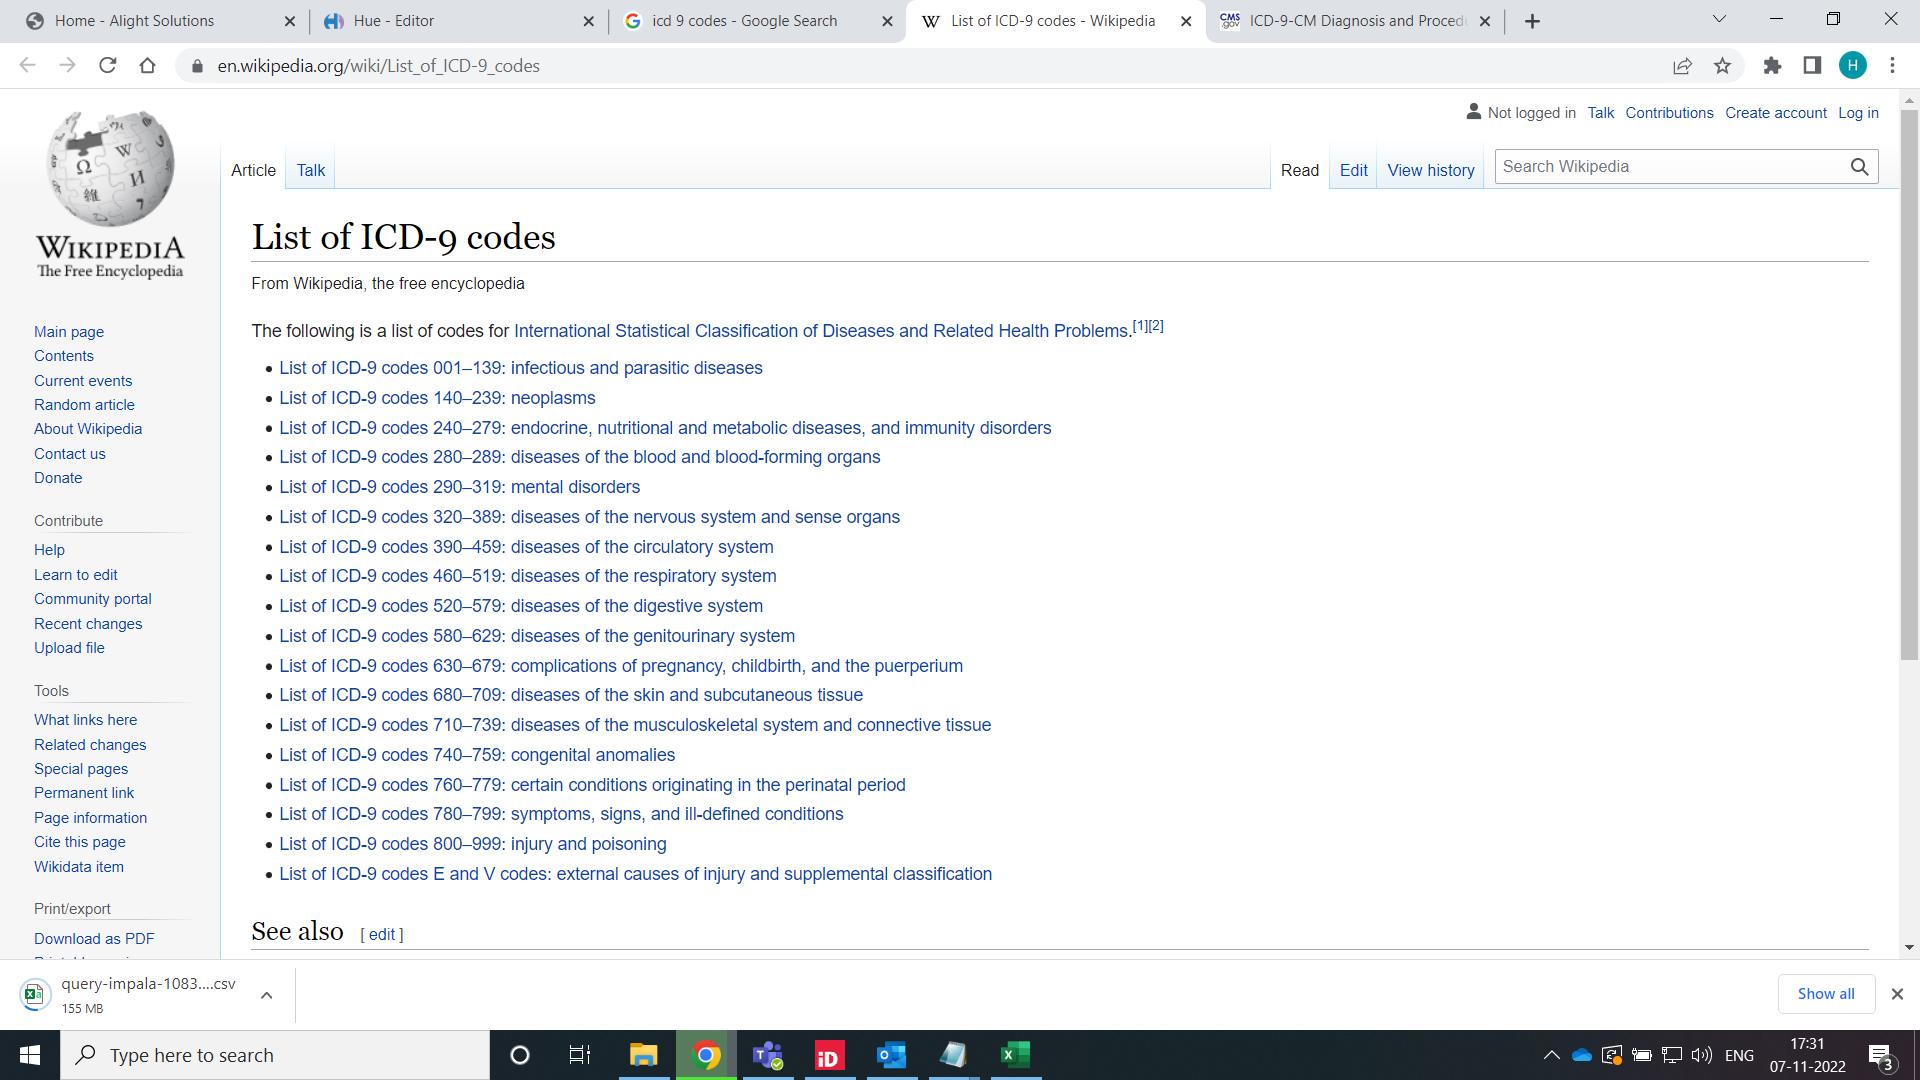 Home - Alight Solutions
Hue - Editor
icd 9 codes - Google Search
List of ICD-9 codes - Wikipedia
ICD-9-CM Diagnosis and Proced
en.wikipedia.org/wiki/List_of_ICD-9_codes
H
Not logged in Talk Contributions Create account Log in
Article Talk
Read Edit View history
Search Wikipedia
WIKIPEDIA
The Free Encyclopedia
Main page
Contents
Current events
Random article
About Wikipedia
Contact us
Donate
Contribute
Help
Learn to edit
Community portal
Recent changes
Upload file
Tools
What links here
Related changes
Special pages
Permanent link
Page information
Cite this page
Wikidata item
Print/export
Download as PDF
List of ICD-9 codes
From Wikipedia, the free encyclopedia
The following is a list of codes for International Statistical Classification of Diseases and Related Health Problems.[1][2]
• List of ICD-9 codes 001–139: infectious and parasitic diseases
• List of ICD-9 codes 140–239: neoplasms
• List of ICD-9 codes 240–279: endocrine, nutritional and metabolic diseases, and immunity disorders
• List of ICD-9 codes 280–289: diseases of the blood and blood-forming organs
• List of ICD-9 codes 290–319: mental disorders
• List of ICD-9 codes 320–389: diseases of the nervous system and sense organs
• List of ICD-9 codes 390–459: diseases of the circulatory system
• List of ICD-9 codes 460–519: diseases of the respiratory system
• List of ICD-9 codes 520–579: diseases of the digestive system
• List of ICD-9 codes 580–629: diseases of the genitourinary system
• List of ICD-9 codes 630–679: complications of pregnancy, childbirth, and the puerperium
• List of ICD-9 codes 680–709: diseases of the skin and subcutaneous tissue
• List of ICD-9 codes 710–739: diseases of the musculoskeletal system and connective tissue
• List of ICD-9 codes 740–759: congenital anomalies
• List of ICD-9 codes 760–779: certain conditions originating in the perinatal period
• List of ICD-9 codes 780–799: symptoms, signs, and ill-defined conditions
• List of ICD-9 codes 800–999: injury and poisoning
• List of ICD-9 codes E and V codes: external causes of injury and supplemental classification
See also [ edit ]
query-impala-1083....csv
155 MB
Show all
Type here to search
iD
ENG
17:31
07-11-2022
3